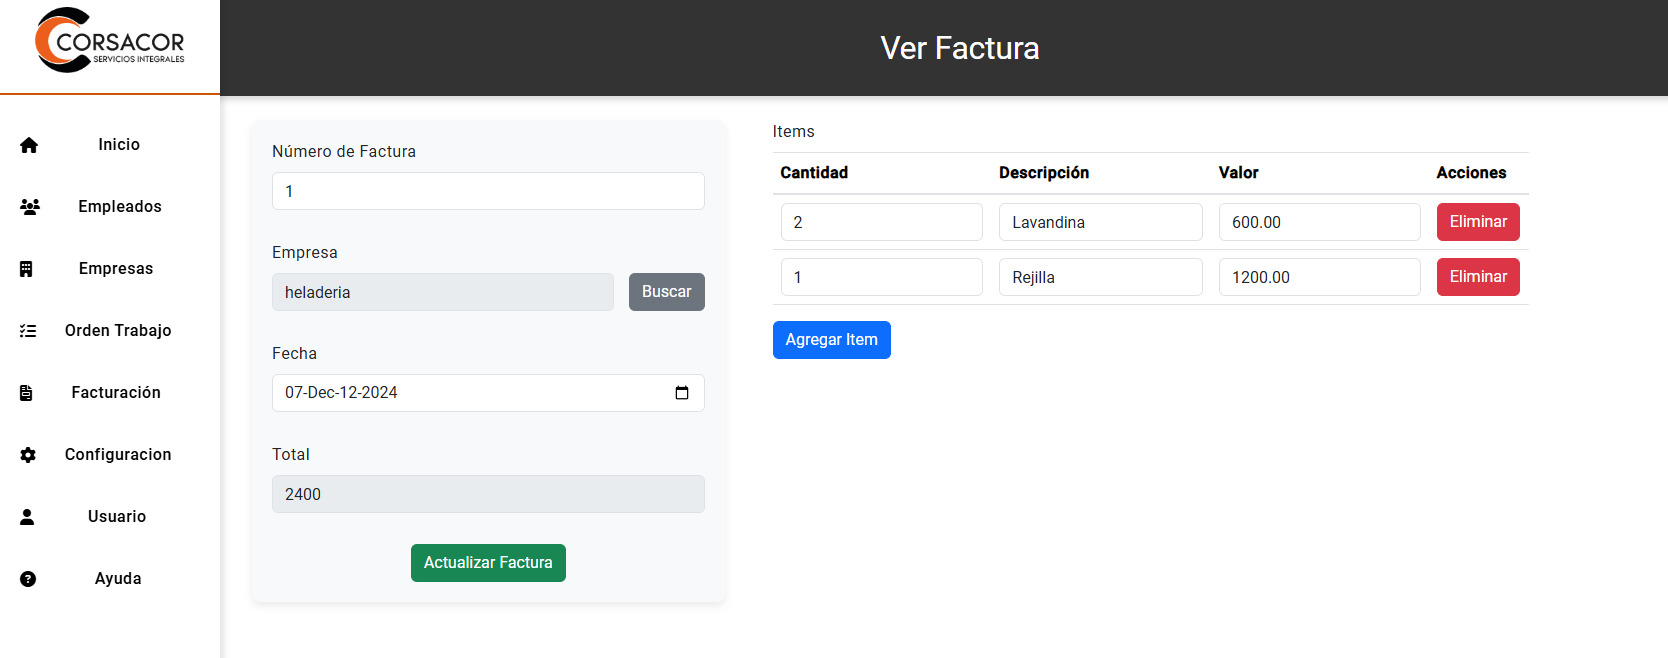 CORSACOR
SERVICIOS INTEGRALES
Inicio
Empleados
Empresas
Orden Trabajo
Facturación
Configuracion
Usuario
Ayuda
Ver Factura
Número de Factura
1
Empresa
heladeria
Buscar
Fecha
07-Dec-12-2024
Total
2400
Actualizar Factura
Items
Cantidad Descripción Valor Acciones
2 Lavandina 600.00 Eliminar
1 Rejilla 1200.00 Eliminar
Agregar Item